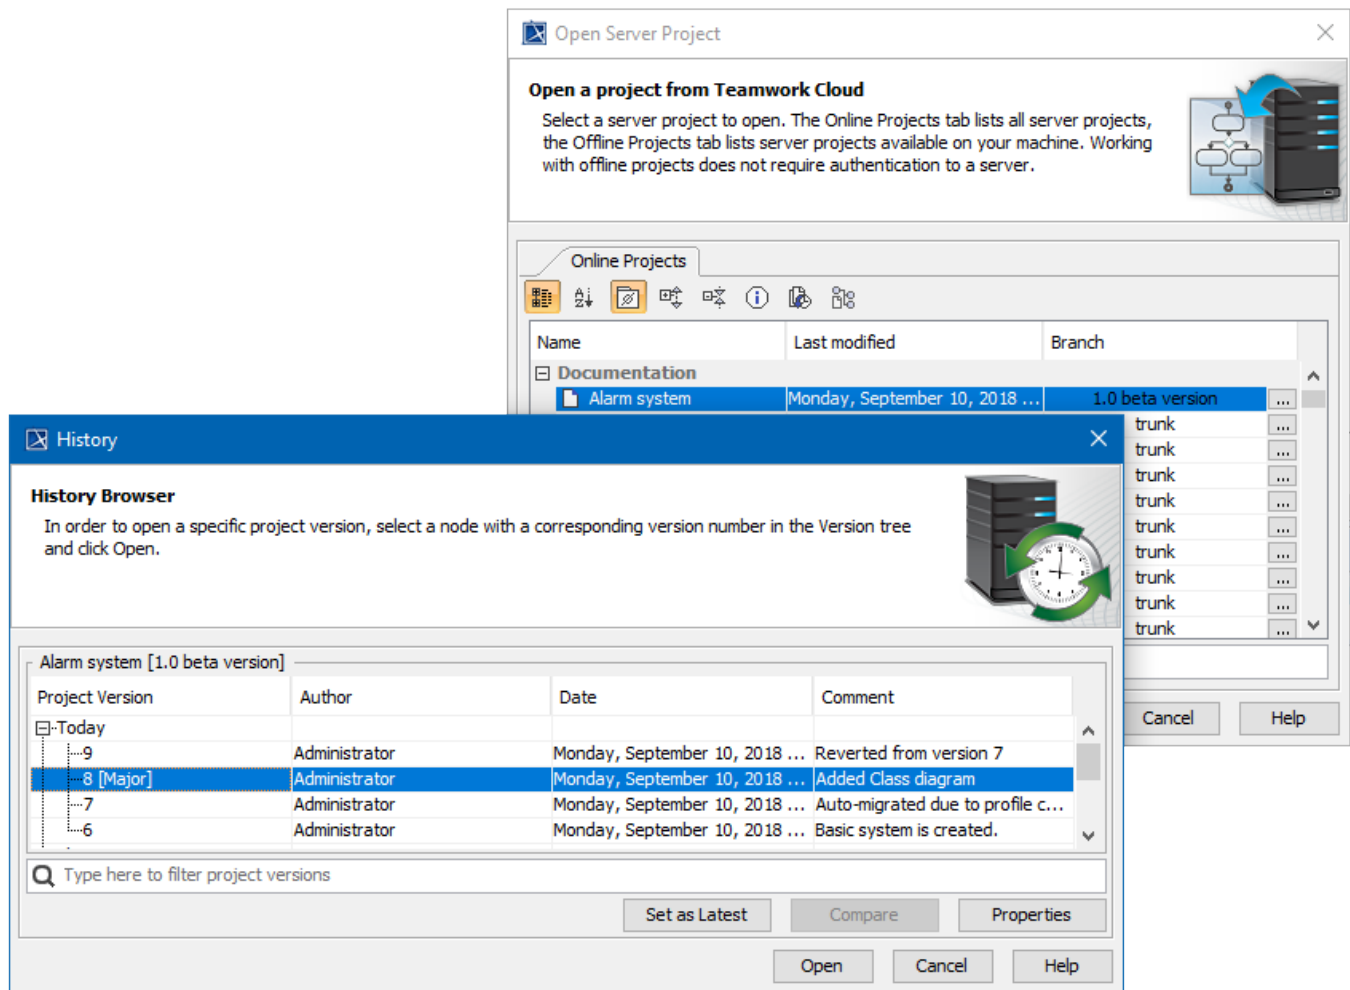 Open Server Project
Open a project from Teamwork Cloud
Select a server project to open. The Online Projects tab lists all server projects,
the Offline Projects tab lists server projects available on your machine. Working
with offline projects does not require authentication to a server.
Online Projects
Name Last modified Branch
Documentation
Alarm system Monday, September 10, 2018 ... 1.0 beta version ...
trunk ...
trunk ...
trunk ...
trunk ...
trunk ...
trunk ...
trunk ...
trunk ...
trunk ...
Cancel Help
History
History Browser
In order to open a specific project version, select a node with a corresponding version number in the Version tree
and click Open.
Alarm system [1.0 beta version]
Project Version Author Date Comment
Today
9 Administrator Monday, September 10, 2018 ... Reverted from version 7
8 [Major] Administrator Monday, September 10, 2018 ... Added Class diagram
7 Administrator Monday, September 10, 2018 ... Auto-migrated due to profile c...
6 Administrator Monday, September 10, 2018 ... Basic system is created.
Type here to filter project versions
Set as Latest Compare Properties
Open Cancel Help